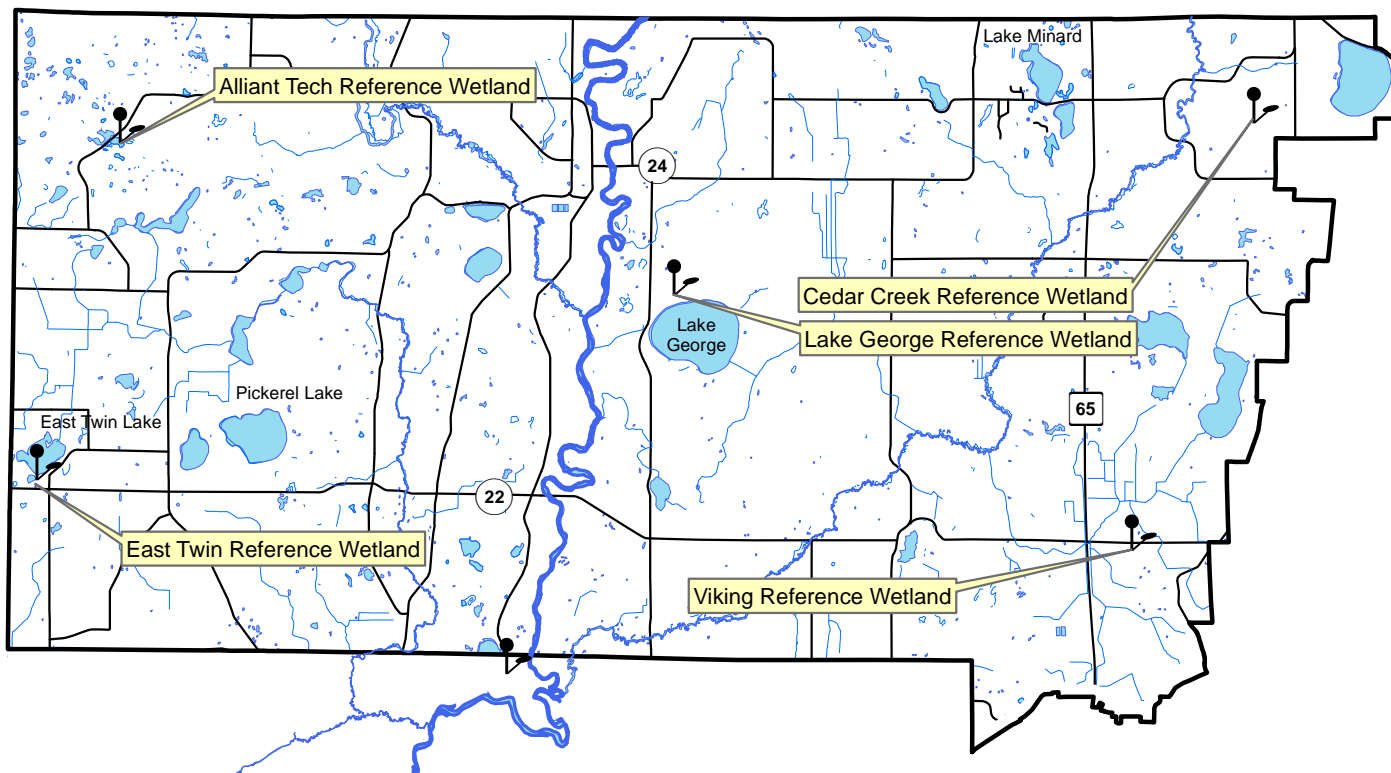 Lake Minard
Alliant Tech Reference Wetland
24
Cedar Creek Reference Wetland
Lake George Reference Wetland
Lake
George
Pickerel Lake
East Twin Lake
65
22
East Twin Reference Wetland
Viking Reference Wetland